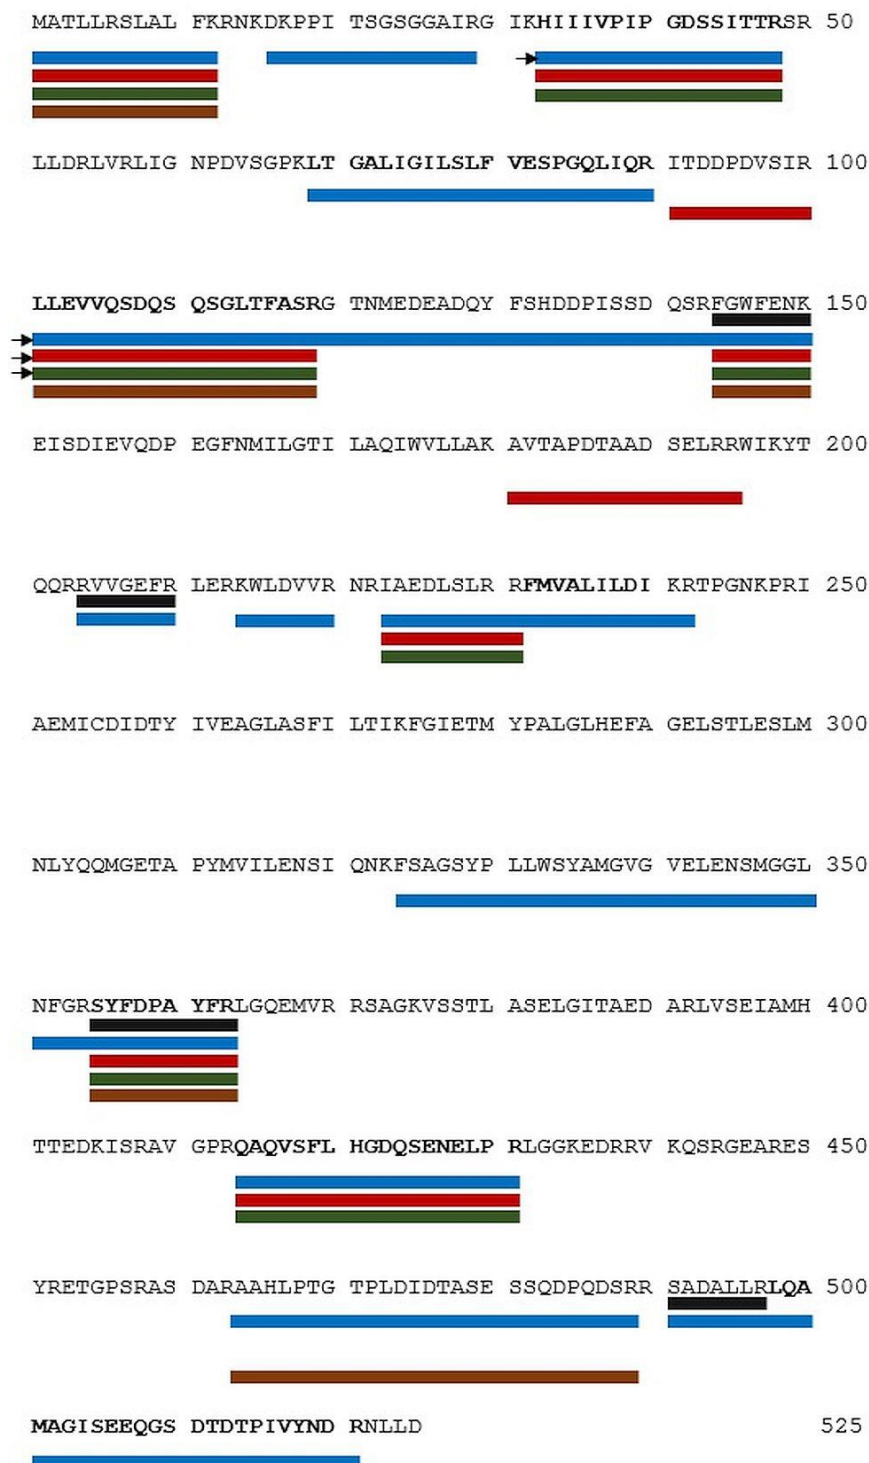 MATLLRSLAL FKRNKDKPPI TSGSGGAIRG IKHIIIVPIP GDSSITTRSR 50
LLDRLVRLIG NPDVSGPKLT GALIGILSLF VESPGQLIQR ITDDPDVSIR 100
LLEVVQSDQS QSGLTFASRG TNMEDEADQY FSHDDPISSD QSRFGWFENK 150
EISDIEVQDP EGFNMILGTI LAQIWVLLAK AVTAPDTAAD SELRRWIKYT 200
QQRRVVGEFR LERKWLDVVR NRIAEDLSLR RFMVALILDI KRTPGNKPRI 250
AEMICDIDTY IVEAGLASFI LTIKFGIETM YPALGLHEFA GELSTLESLM 300
NLYQQMGETA PYMVILENSI QNKFSAGSYP LLWSYAMGVG VELENSMGGL 350
NFGRSYFDPA YFRLGQEMVR RSAGKVSSTL ASELGITAED ARLVSEIAMH 400
TTEDKISRAV GPRQAQVSFL HGDQSENELP RLGGKEDRRV KQSRGEARES 450
YRETGPSRAS DARAAHLPTG TPLDIDTASE SSQDPQDSRR SADALLRLQA 500
MAGISEEQGS DTDTPIVYND RNLLD 525